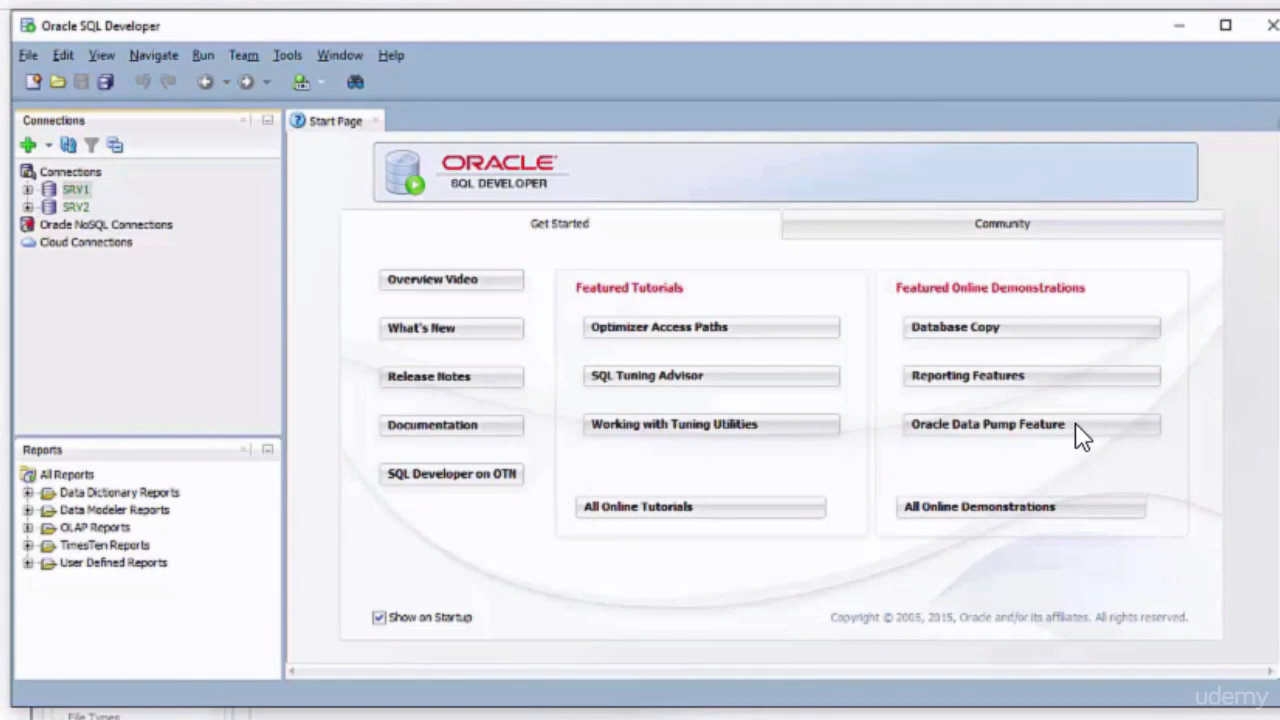 Oracle SQL Developer
File Edit View Navigate Run Team Tools Window Help
Connections
Connections
SRV1
SRV2
Oracle NoSQL Connections
Cloud Connections
Reports
All Reports
Data Dictionary Reports
Data Modeler Reports
OLAP Reports
TimesTen Reports
User Defined Reports
Start Page
ORACLE
SQL DEVELOPER
Get Started
Community
Overview Video
What's New
Release Notes
Documentation
SQL Developer on OTN
Featured Tutorials
Optimizer Access Paths
SQL Tuning Advisor
Working with Tuning Utilities
All Online Tutorials
Featured Online Demonstrations
Database Copy
Reporting Features
Oracle Data Pump Feature
All Online Demonstrations
Show on Startup
Copyright © 2005, 2015, Oracle and/or its affiliates. All rights reserved.
udemy
File Types